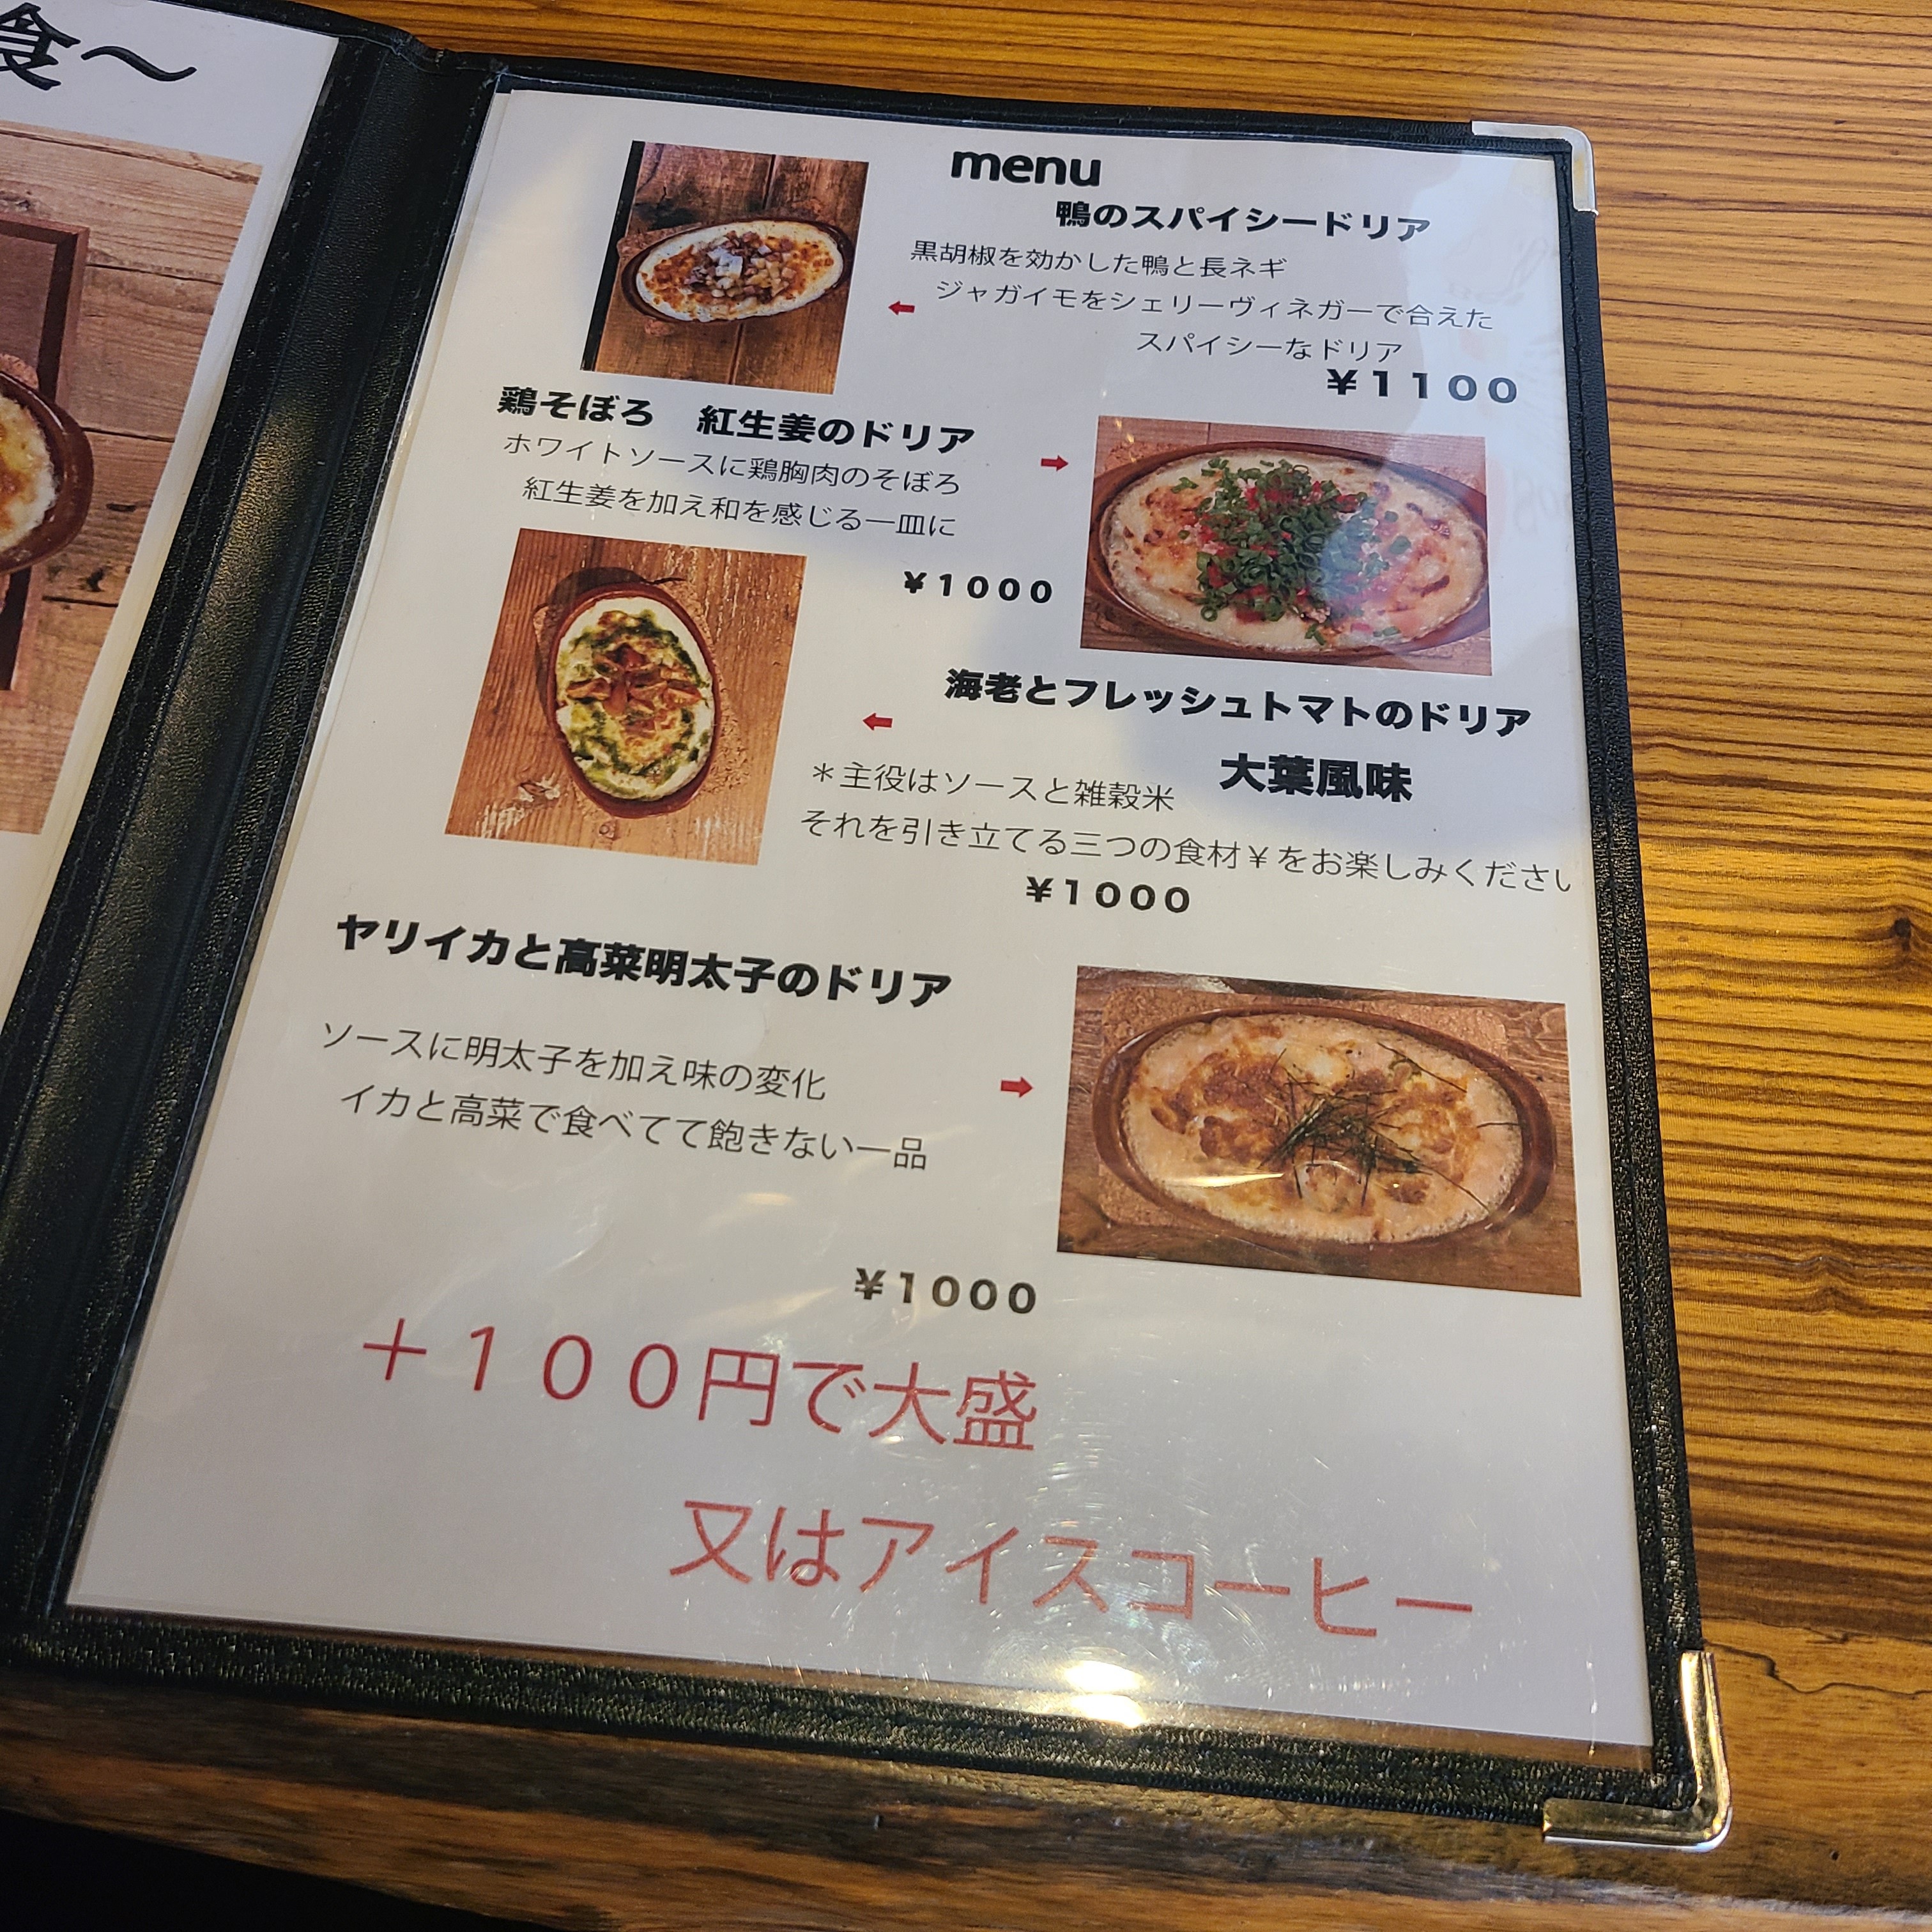 食～
menu
鴨のスパイシードリア
黒胡椒を効かした鴨と長ネギ
ジャガイモをシェリーヴィネガーで合えた
スパイシーなドリア
￥１１００
鶏そぼろ　紅生姜のドリア
ホワイトソースに鶏胸肉のそぼろ
紅生姜を加え和を感じる一皿に
￥１０００
海老とフレッシュトマトのドリア
大葉風味
＊主役はソースと雑穀米
それを引き立てる三つの食材￥をお楽しみください
￥１０００
ヤリイカと高菜明太子のドリア
ソースに明太子を加え味の変化
イカと高菜で食べてて飽きない一品
￥１０００
＋１００円で大盛
又はアイスコーヒー